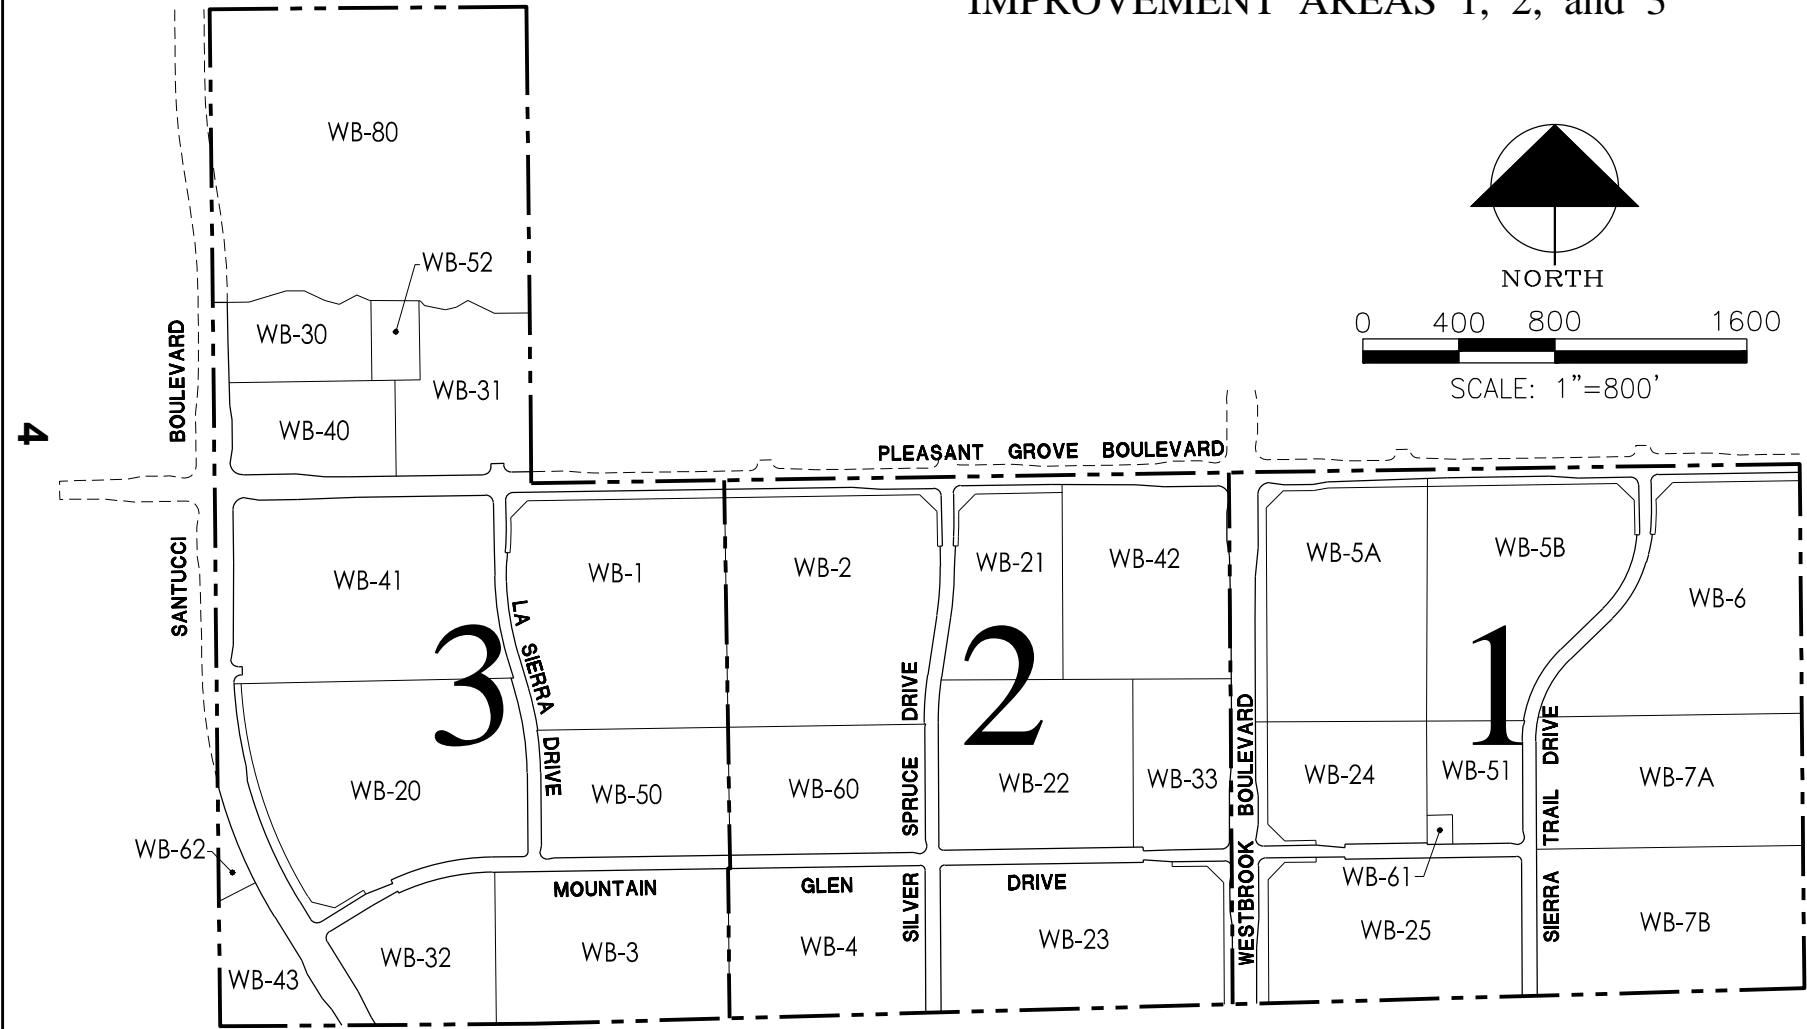 IMPROVEMENT AREAS 1, 2, and 3
WB-80
WB-52
NORTH
WB-30
0 400 800 1600
SCALE: 1"=800'
WB-31
WB-40
BOULEVARD
4
PLEASANT GROVE BOULEVARD
SANTUCCI
WB-41
WB-1
WB-2
WB-21
WB-42
WB-5A
WB-5B
WB-6
3
LA SIERRA DRIVE
2
1
WB-20
WB-50
WB-60
SILVER SPRUCE DRIVE
WB-22
WB-33
WESTBROOK BOULEVARD
WB-24
WB-51
SIERRA TRAIL DRIVE
WB-7A
WB-62
WB-61
MOUNTAIN GLEN DRIVE
WB-43
WB-32
WB-3
WB-4
WB-23
WB-25
WB-7B